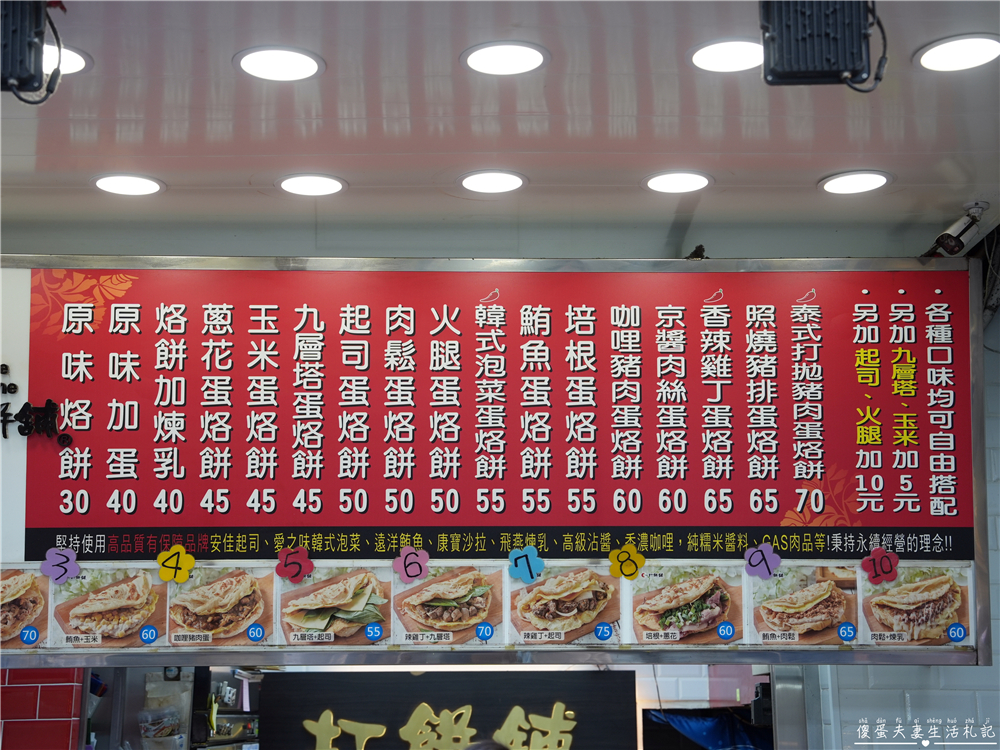 各種口味均可自由搭配
另加九層塔、玉米加5元
另加起司、火腿加10元
泰式打拋豬肉蛋烙餅 70
照燒豬排蛋烙餅 65
香辣雞丁蛋烙餅 65
京醬肉絲蛋烙餅 60
咖哩豬肉蛋烙餅 60
培根蛋烙餅 55
鮪魚蛋烙餅 55
韓式泡菜蛋烙餅 55
火腿蛋烙餅 50
肉鬆蛋烙餅 50
起司蛋烙餅 50
九層塔蛋烙餅 45
玉米蛋烙餅 45
蔥花蛋烙餅 45
烙餅加煉乳 40
原味加蛋 40
原味烙餅 30
堅持使用高品質有保障品牌安佳起司、愛之味韓式泡菜、遠洋鮪魚、康寶沙拉、飛燕煉乳、高級沾醬、香濃咖哩，純糯米醬料、CAS肉品等!秉持永續經營的理念!!
3 4 5 6 7 8 9 10
70
鮪魚+玉米 60
咖哩豬肉蛋 60
九層塔+起司 55
辣雞丁+九層塔 70
辣雞丁+起司 75
培根+蔥花 60
鮪魚+肉鬆 65
肉鬆+煉乳 60
打餅舖
shǎ dàn fū qī shēng huó zhá jì
傻蛋夫妻生活札記